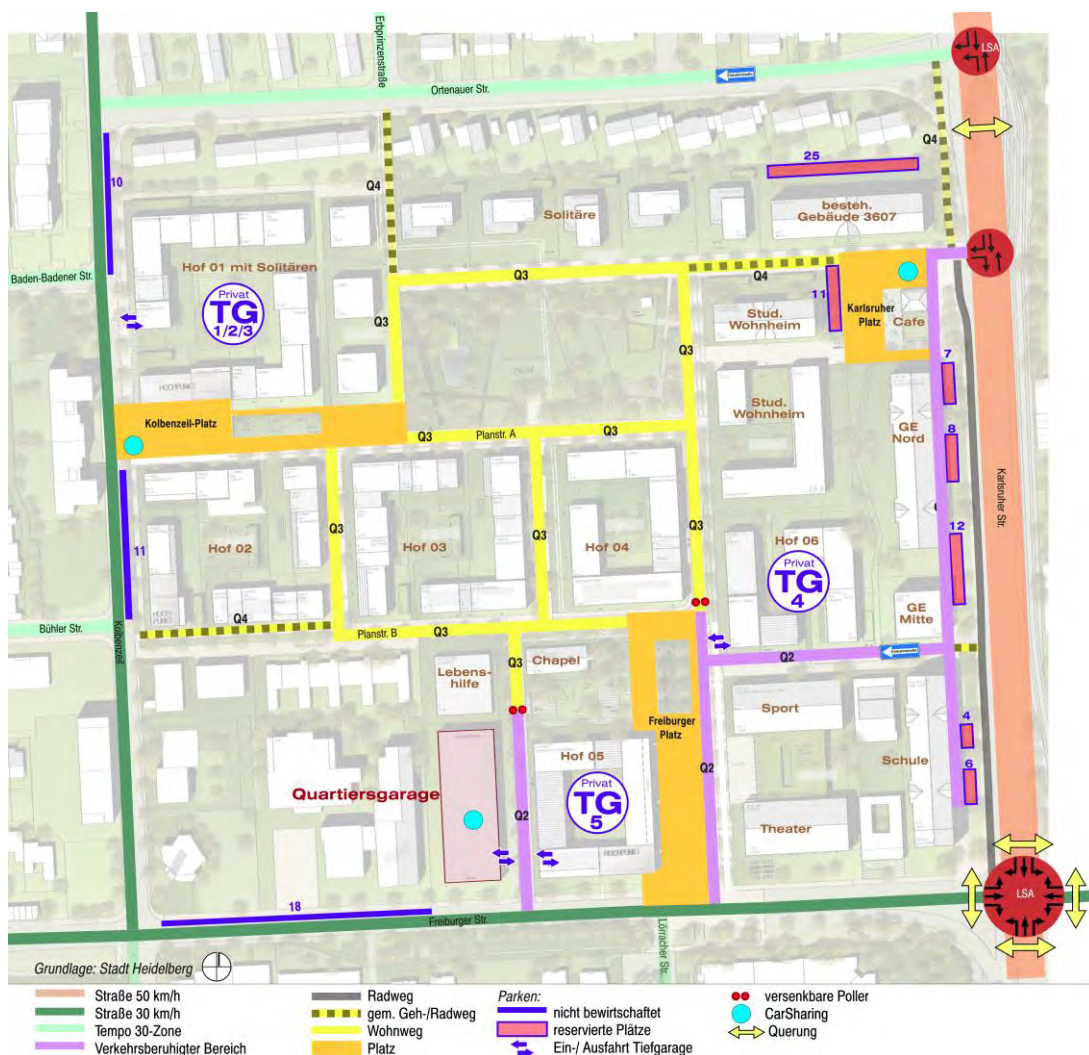 Erbprinzenstraße
LSA
Ortenauer Str.
Q4
25
10
Q4
besteh.
Gebäude 3607
Solitäre
Baden-Badener Str.
Hof 01 mit Solitären
Q3
Q4
Privat
TG
1/2/3
Q3
Stud.
Wohnheim
11
Karlsruher
Platz
Cafe
Q3
HOCHPUNKT
7
Kolbenzeil-Platz
Stud.
Wohnheim
GE
Nord
8
Q3
Planstr. A
Q3
Karlsruher Str.
11
Hof 02
Q3
Hof 03
Q3
Hof 04
Q3
Hof 06
12
Privat
TG
4
HOCH
PUNKT
GE
Mitte
Bühler Str.
Kolbenzeil
Q4
Planstr. B
Q3
Q2
Lebens-
hilfe
Q3
Chapel
Sport
4
Freiburger
Platz
Hof 05
Schule
6
Quartiersgarage
Privat
TG
5
Q2
Q2
Theater
HOCHPUNKT
LSA
18
Freiburger Str.
Lörracher Str.
Grundlage: Stadt Heidelberg
Straße 50 km/h
Straße 30 km/h
Tempo 30-Zone
Verkehrsberuhigter Bereich
Radweg
gem. Geh-/Radweg
Wohnweg
Platz
Parken:
nicht bewirtschaftet
reservierte Plätze
Ein-/ Ausfahrt Tiefgarage
versenkbare Poller
CarSharing
Querung